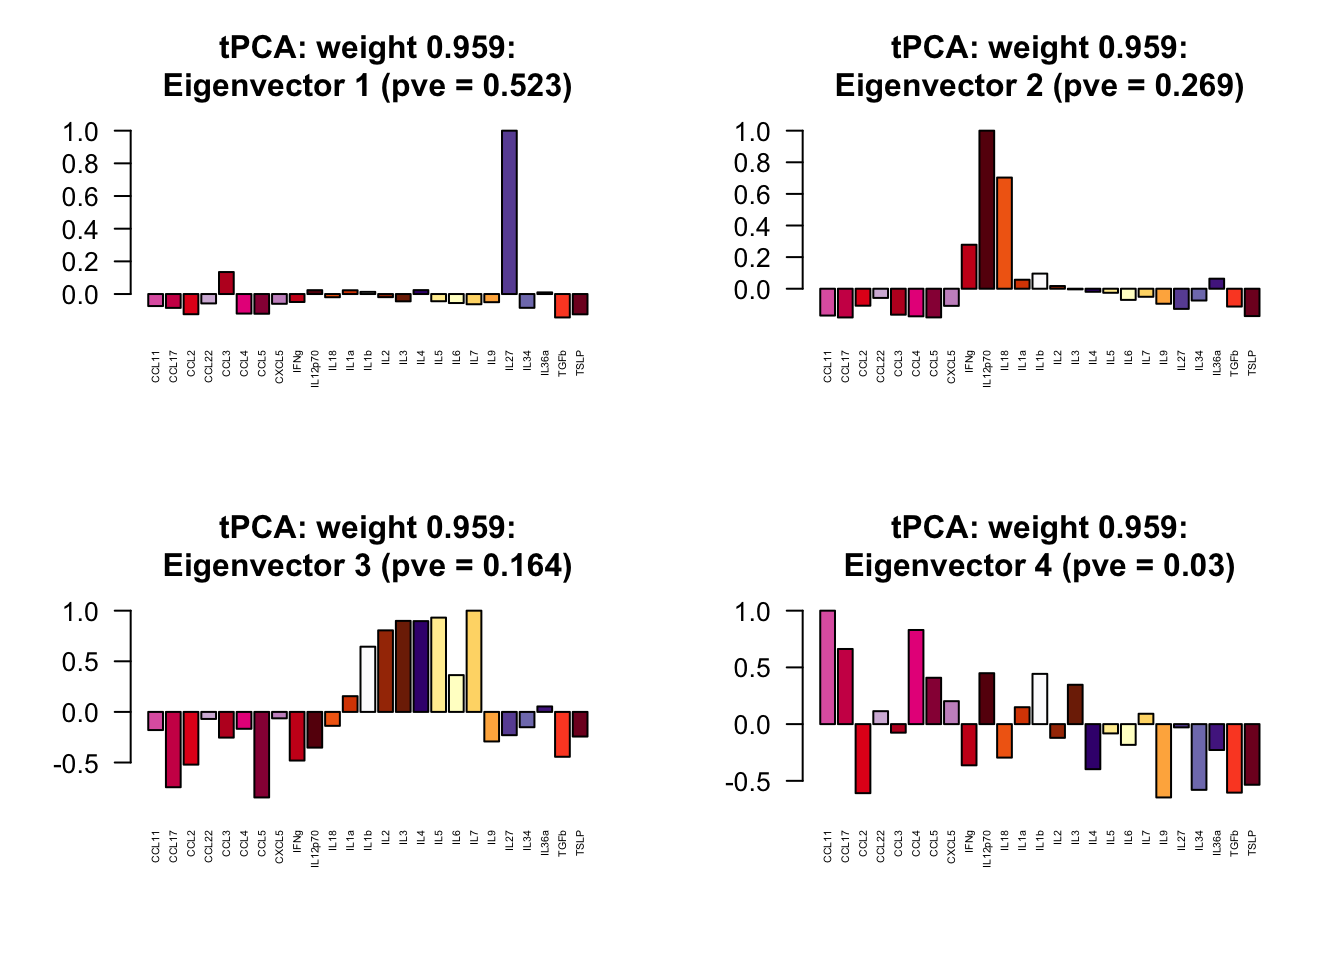 tPCA: weight 0.959:
Eigenvector 1 (pve = 0.523)
1.0
0.8
0.6
0.4
0.2
0.0
CCL11 CCL17 CCL2 CCL22 CCL3 CCL4 CCL5 CXCL5 IFNg IL12p70 IL18 IL1a IL1b IL2 IL3 IL4 IL5 IL6 IL7 IL9 IL27 IL34 IL36a TGFb TSLP
tPCA: weight 0.959:
Eigenvector 2 (pve = 0.269)
1.0
0.8
0.6
0.4
0.2
0.0
CCL11 CCL17 CCL2 CCL22 CCL3 CCL4 CCL5 CXCL5 IFNg IL12p70 IL18 IL1a IL1b IL2 IL3 IL4 IL5 IL6 IL7 IL9 IL27 IL34 IL36a TGFb TSLP
tPCA: weight 0.959:
Eigenvector 3 (pve = 0.164)
1.0
0.5
0.0
-0.5
CCL11 CCL17 CCL2 CCL22 CCL3 CCL4 CCL5 CXCL5 IFNg IL12p70 IL18 IL1a IL1b IL2 IL3 IL4 IL5 IL6 IL7 IL9 IL27 IL34 IL36a TGFb TSLP
tPCA: weight 0.959:
Eigenvector 4 (pve = 0.03)
1.0
0.5
0.0
-0.5
CCL11 CCL17 CCL2 CCL22 CCL3 CCL4 CCL5 CXCL5 IFNg IL12p70 IL18 IL1a IL1b IL2 IL3 IL4 IL5 IL6 IL7 IL9 IL27 IL34 IL36a TGFb TSLP